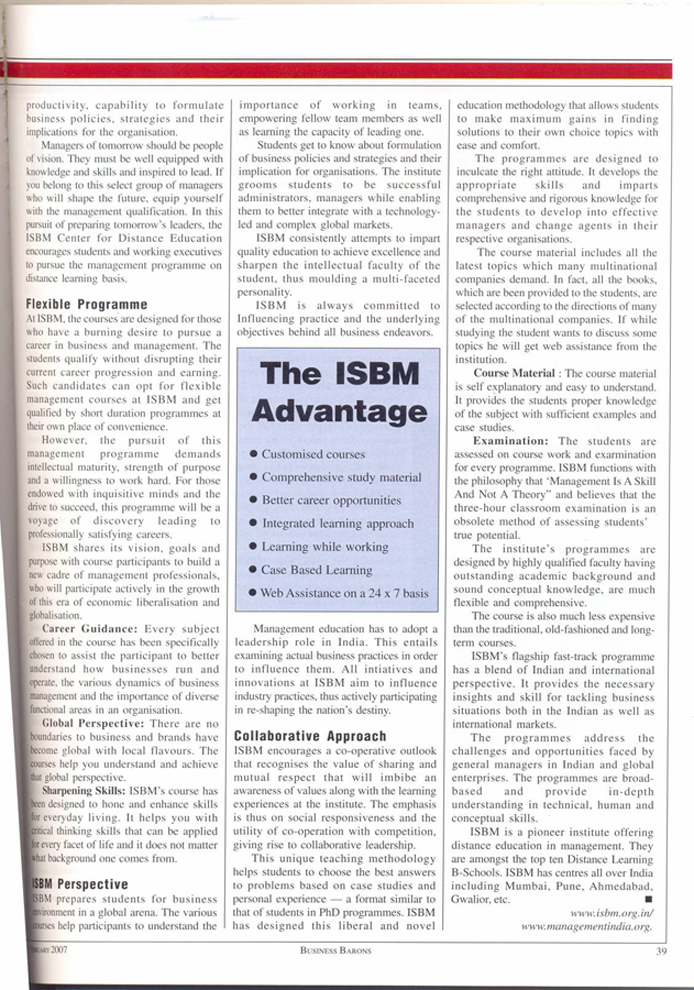 productivity, capability to formulate
business policies, strategies and their
implications for the organisation.
Managers of tomorrow should be people
of vision. They must be well equipped with
knowledge and skills and inspired to lead. If
you belong to this select group of managers
who will shape the future, equip yourself
with the management qualification. In this
pursuit of preparing tomorrow's leaders, the
ISBM Center for Distance Education
encourages students and working executives
to pursue the management programme on
distance learning basis.
Flexible Programme
At ISBM, the courses are designed for those
who have a burning desire to pursue a
career in business and management. The
students qualify without disrupting their
current career progression and earning.
Such candidates can opt for flexible
management courses at ISBM and get
qualified by short duration programmes at
their own place of convenience.
However, the pursuit of this
management programme demands
intellectual maturity, strength of purpose
and a willingness to work hard. For those
endowed with inquisitive minds and the
drive to succeed, this programme will be a
voyage of discovery leading to
professionally satisfying careers.
ISBM shares its vision, goals and
purpose with course participants to build a
new cadre of management professionals,
who will participate actively in the growth
of this era of economic liberalisation and
globalisation.
Career Guidance: Every subject
offered in the course has been specifically
chosen to assist the participant to better
understand how businesses run and
operate, the various dynamics of business
management and the importance of diverse
functional areas in an organisation.
Global Perspective: There are no
boundaries to business and brands have
become global with local flavours. The
courses help you understand and achieve
that global perspective.
Sharpening Skills: ISBM's course has
been designed to hone and enhance skills
for everyday living. It helps you with
critical thinking skills that can be applied
for every facet of life and it does not matter
what background one comes from.
ISBM Perspective
ISBM prepares students for business
environment in a global arena. The various
courses help participants to understand the
importance of working in teams,
empowering fellow team members as well
as learning the capacity of leading one.
Students get to know about formulation
of business policies and strategies and their
implication for organisations. The institute
grooms students to be successful
administrators, managers while enabling
them to better integrate with a technology-
led and complex global markets.
ISBM consistently attempts to impart
quality education to achieve excellence and
sharpen the intellectual faculty of the
student, thus moulding a multi-faceted
personality.
ISBM is always committed to
Influencing practice and the underlying
objectives behind all business endeavors.
The ISBM
Advantage
● Customised courses
● Comprehensive study material
● Better career opportunities
● Integrated learning approach
● Learning while working
● Case Based Learning
● Web Assistance on a 24 x 7 basis
Management education has to adopt a
leadership role in India. This entails
examining actual business practices in order
to influence them. All intiatives and
innovations at ISBM aim to influence
industry practices, thus actively participating
in re-shaping the nation's destiny.
Collaborative Approach
ISBM encourages a co-operative outlook
that recognises the value of sharing and
mutual respect that will imbibe an
awareness of values along with the learning
experiences at the institute. The emphasis
is thus on social responsiveness and the
utility of co-operation with competition,
giving rise to collaborative leadership.
This unique teaching methodology
helps students to choose the best answers
to problems based on case studies and
personal experience — a format similar to
that of students in PhD programmes. ISBM
has designed this liberal and novel
education methodology that allows students
to make maximum gains in finding
solutions to their own choice topics with
ease and comfort.
The programmes are designed to
inculcate the right attitude. It develops the
appropriate skills and imparts
comprehensive and rigorous knowledge for
the students to develop into effective
managers and change agents in their
respective organisations.
The course material includes all the
latest topics which many multinational
companies demand. In fact, all the books,
which are been provided to the students, are
selected according to the directions of many
of the multinational companies. If while
studying the student wants to discuss some
topics he will get web assistance from the
institution.
Course Material : The course material
is self explanatory and easy to understand.
It provides the students proper knowledge
of the subject with sufficient examples and
case studies.
Examination: The students are
assessed on course work and exarmination
for every programme. ISBM functions with
the philosophy that 'Management Is A Skill
And Not A Theory" and believes that the
three-hour classroom examination is an
obsolete method of assessing students'
true potential.
The institute's programmes are
designed by highly qualified faculty having
outstanding academic background and
sound conceptual knowledge, are much
flexible and comprehensive.
The course is also much less expensive
than the traditional, old-fashioned and long-
term courses.
ISBM's flagship fast-track programme
has a blend of Indian and international
perspective. It provides the necessary
insights and skill for tackling business
situations both in the Indian as well as
international markets.
The programmes address the
challenges and opportunities faced by
general managers in Indian and global
enterprises. The programmes are broad-
based and provide in-depth
understanding in technical, human and
conceptual skills.
ISBM is a pioneer institute offering
distance education in management. They
are amongst the top ten Distance Learning
B-Schools. ISBM has centres all over India
including Mumbai, Pune, Ahmedabad,
Gwalior, etc. ■
www.isbm.org.in/
www.managementindia.org.
2007
BUSINESS BARONS
39